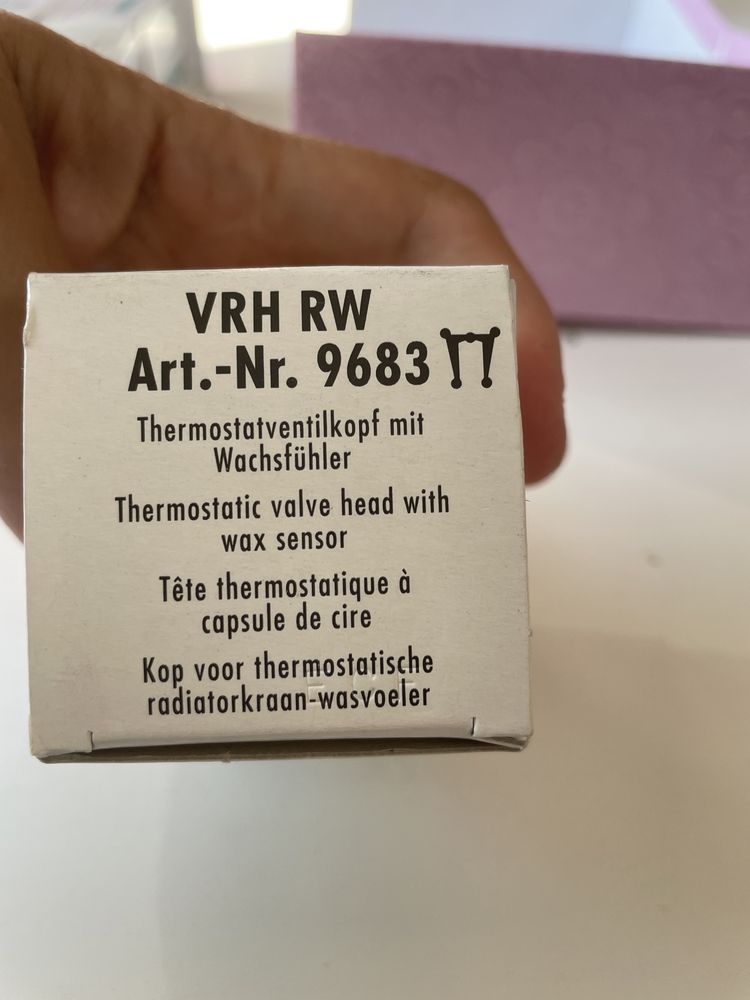 VRH RW
Art.-Nr. 9683
Thermostatventilkopf mit
Wachsfühler
Thermostatic valve head with
wax sensor
Tête thermostatique à
capsule de cire
Kop voor thermostatische
radiatorkraan-wasvoeler